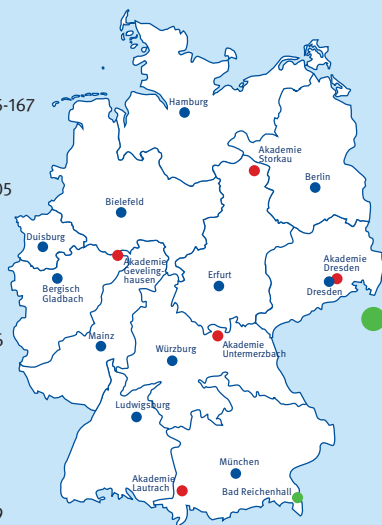 5-167
Hamburg
Akademie
Storkau
Berlin
05
Bielefeld
Duisburg
Akademie
Geveling-
hausen
Bergisch
Gladbach
Erfurt
Akademie
Dresden
Dresden
Mainz
Würzburg
Akademie
Untermerzbach
Ludwigsburg
München
Akademie
Lautrach
Bad Reichenhall